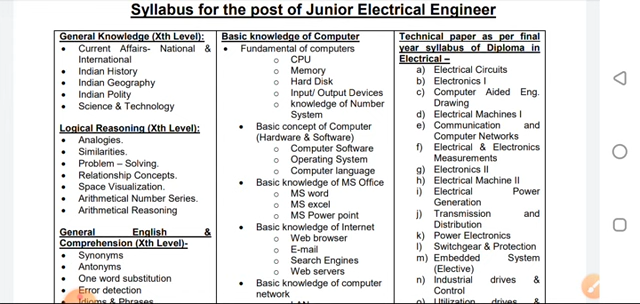 Syllabus for the post of Junior Electrical Engineer
General Knowledge (Xth Level):
• Current Affairs- National &
International
• Indian History
• Indian Geography
• Indian Polity
• Science & Technology
Logical Reasoning (Xth Level):
• Analogies.
• Similarities.
• Problem – Solving.
• Relationship Concepts.
• Space Visualization.
• Arithmetical Number Series.
• Arithmetical Reasoning
General English &
Comprehension (Xth Level)-
• Synonyms
• Antonyms
• One word substitution
• Error detection
• Idioms & Phrases
Basic knowledge of Computer
• Fundamental of computers
o CPU
o Memory
o Hard Disk
o Input/ Output Devices
o knowledge of Number
System
• Basic concept of Computer
(Hardware & Software)
o Computer Software
o Operating System
o Computer language
• Basic knowledge of MS Office
o MS word
o MS excel
o MS Power point
• Basic knowledge of Internet
o Web browser
o E-mail
o Search Engines
o Web servers
• Basic knowledge of computer
network
o LAN
Technical paper as per final
year syllabus of Diploma in
Electrical –
a) Electrical Circuits
b) Electronics I
c) Computer Aided Eng.
Drawing
d) Electrical Machines I
e) Communication and
Computer Networks
f) Electrical & Electronics
Measurements
g) Electronics II
h) Electrical Machine II
i) Electrical Power
Generation
j) Transmission and
Distribution
k) Power Electronics
l) Switchgear & Protection
m) Embedded System
(Elective)
n) Industrial drives &
Control
o) Utilization drives &